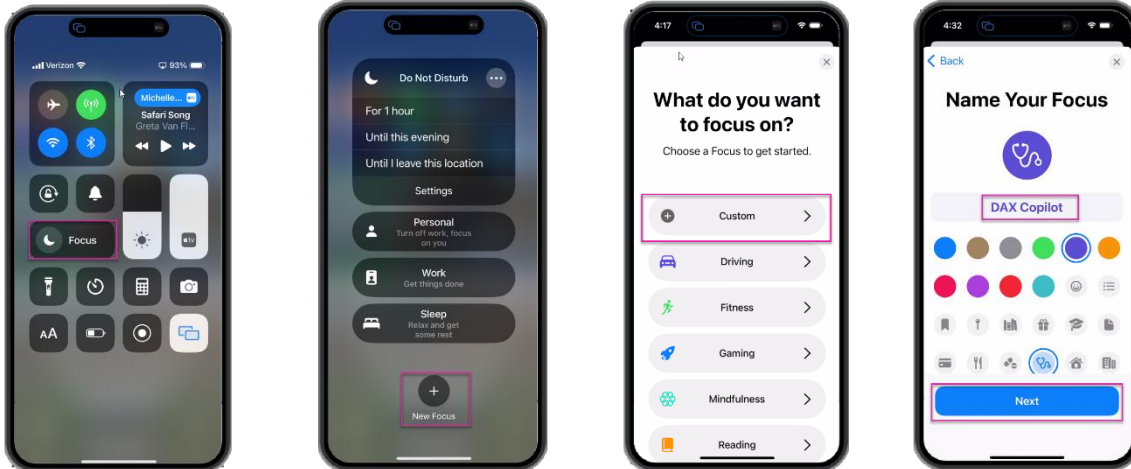 Verizon 93%
Michelle...
Safari Song
Greta Van Fl...
Focus
tv
AA
Do Not Disturb
For 1 hour
Until this evening
Until I leave this location
Settings
Personal
Turn off work, focus
on you
Work
Get things done
Sleep
Relax and get
some rest
New Focus
4:17
What do you want
to focus on?
Choose a Focus to get started.
Custom
Driving
Fitness
Gaming
Mindfulness
Reading
4:32
Back
Name Your Focus
DAX Copilot
Next